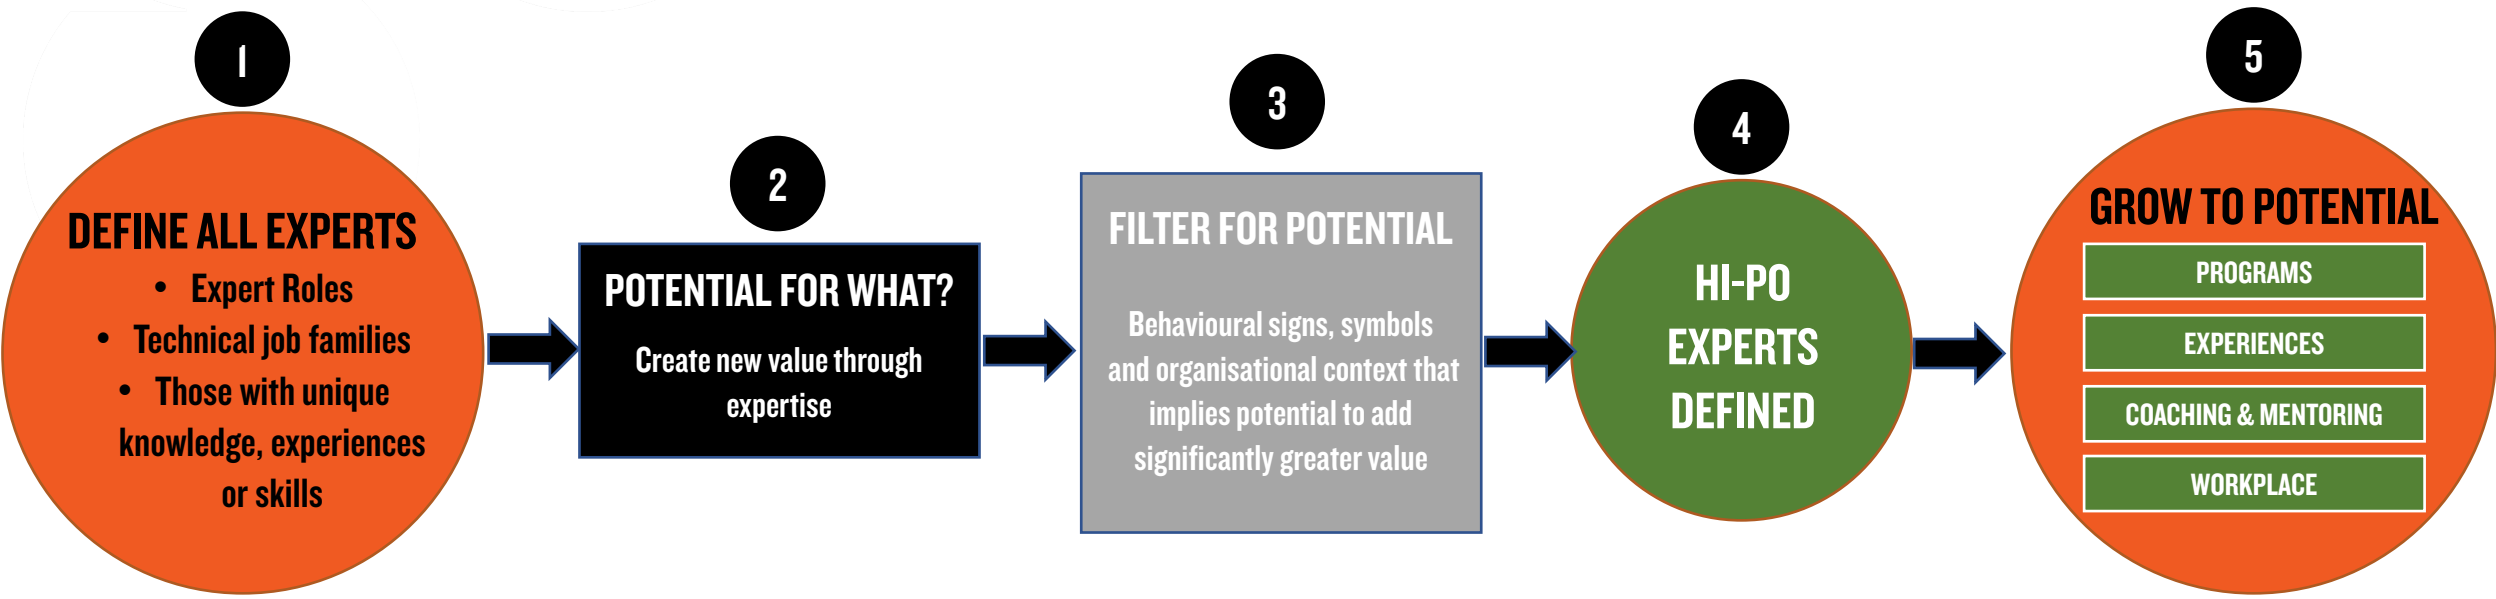 1
DEFINE ALL EXPERTS
• Expert Roles
• Technical job families
• Those with unique
knowledge, experiences
or skills
2
POTENTIAL FOR WHAT?
Create new value through
expertise
3
FILTER FOR POTENTIAL
Behavioural signs, symbols
and organisational context that
implies potential to add
significantly greater value
4
HI-PO
EXPERTS
DEFINED
5
GROW TO POTENTIAL
PROGRAMS
EXPERIENCES
COACHING & MENTORING
WORKPLACE